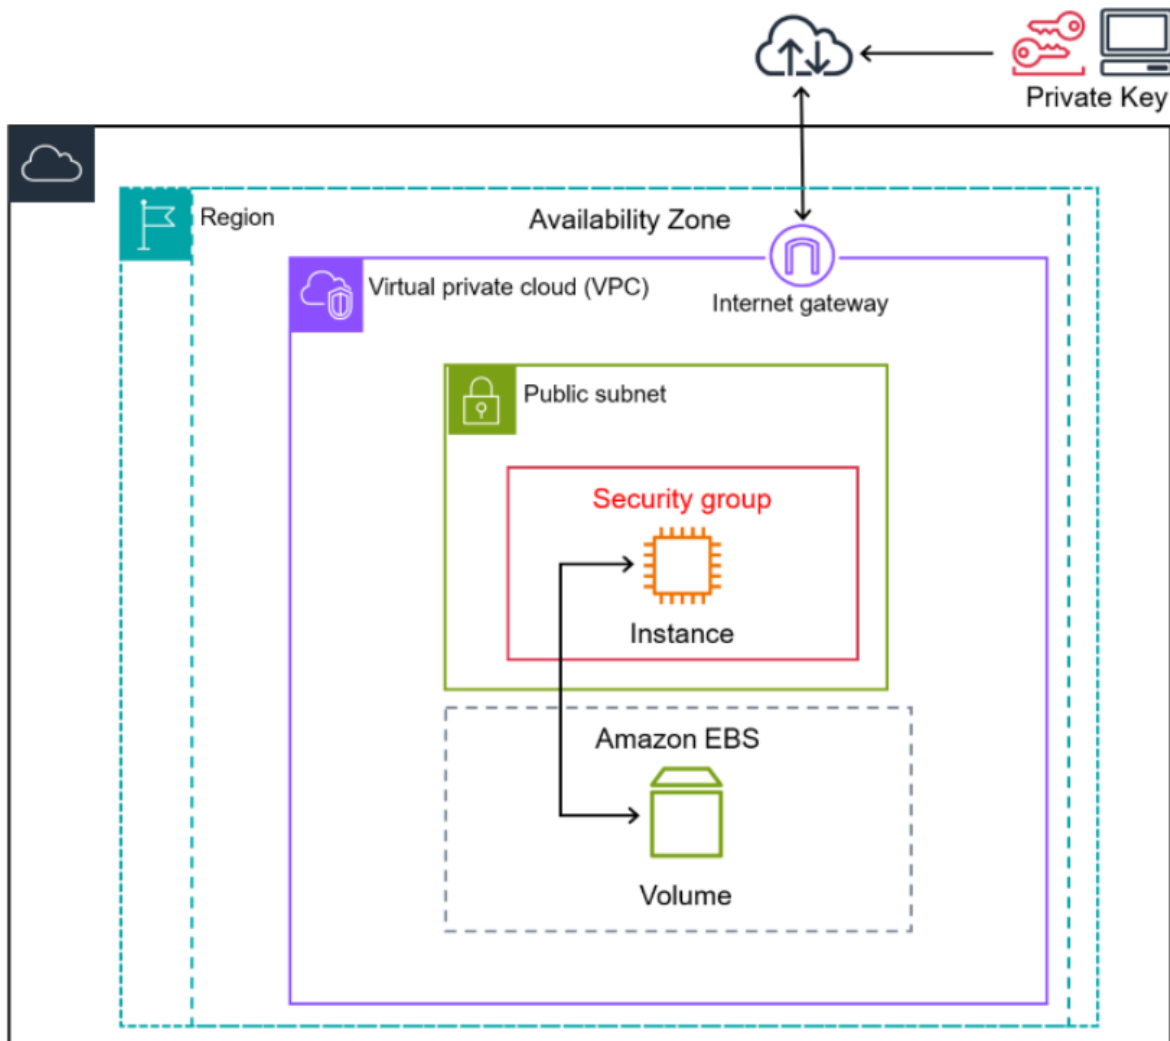 Private Key
Region
Availability Zone
Virtual private cloud (VPC)
Internet gateway
Public subnet
Security group
Instance
Amazon EBS
Volume